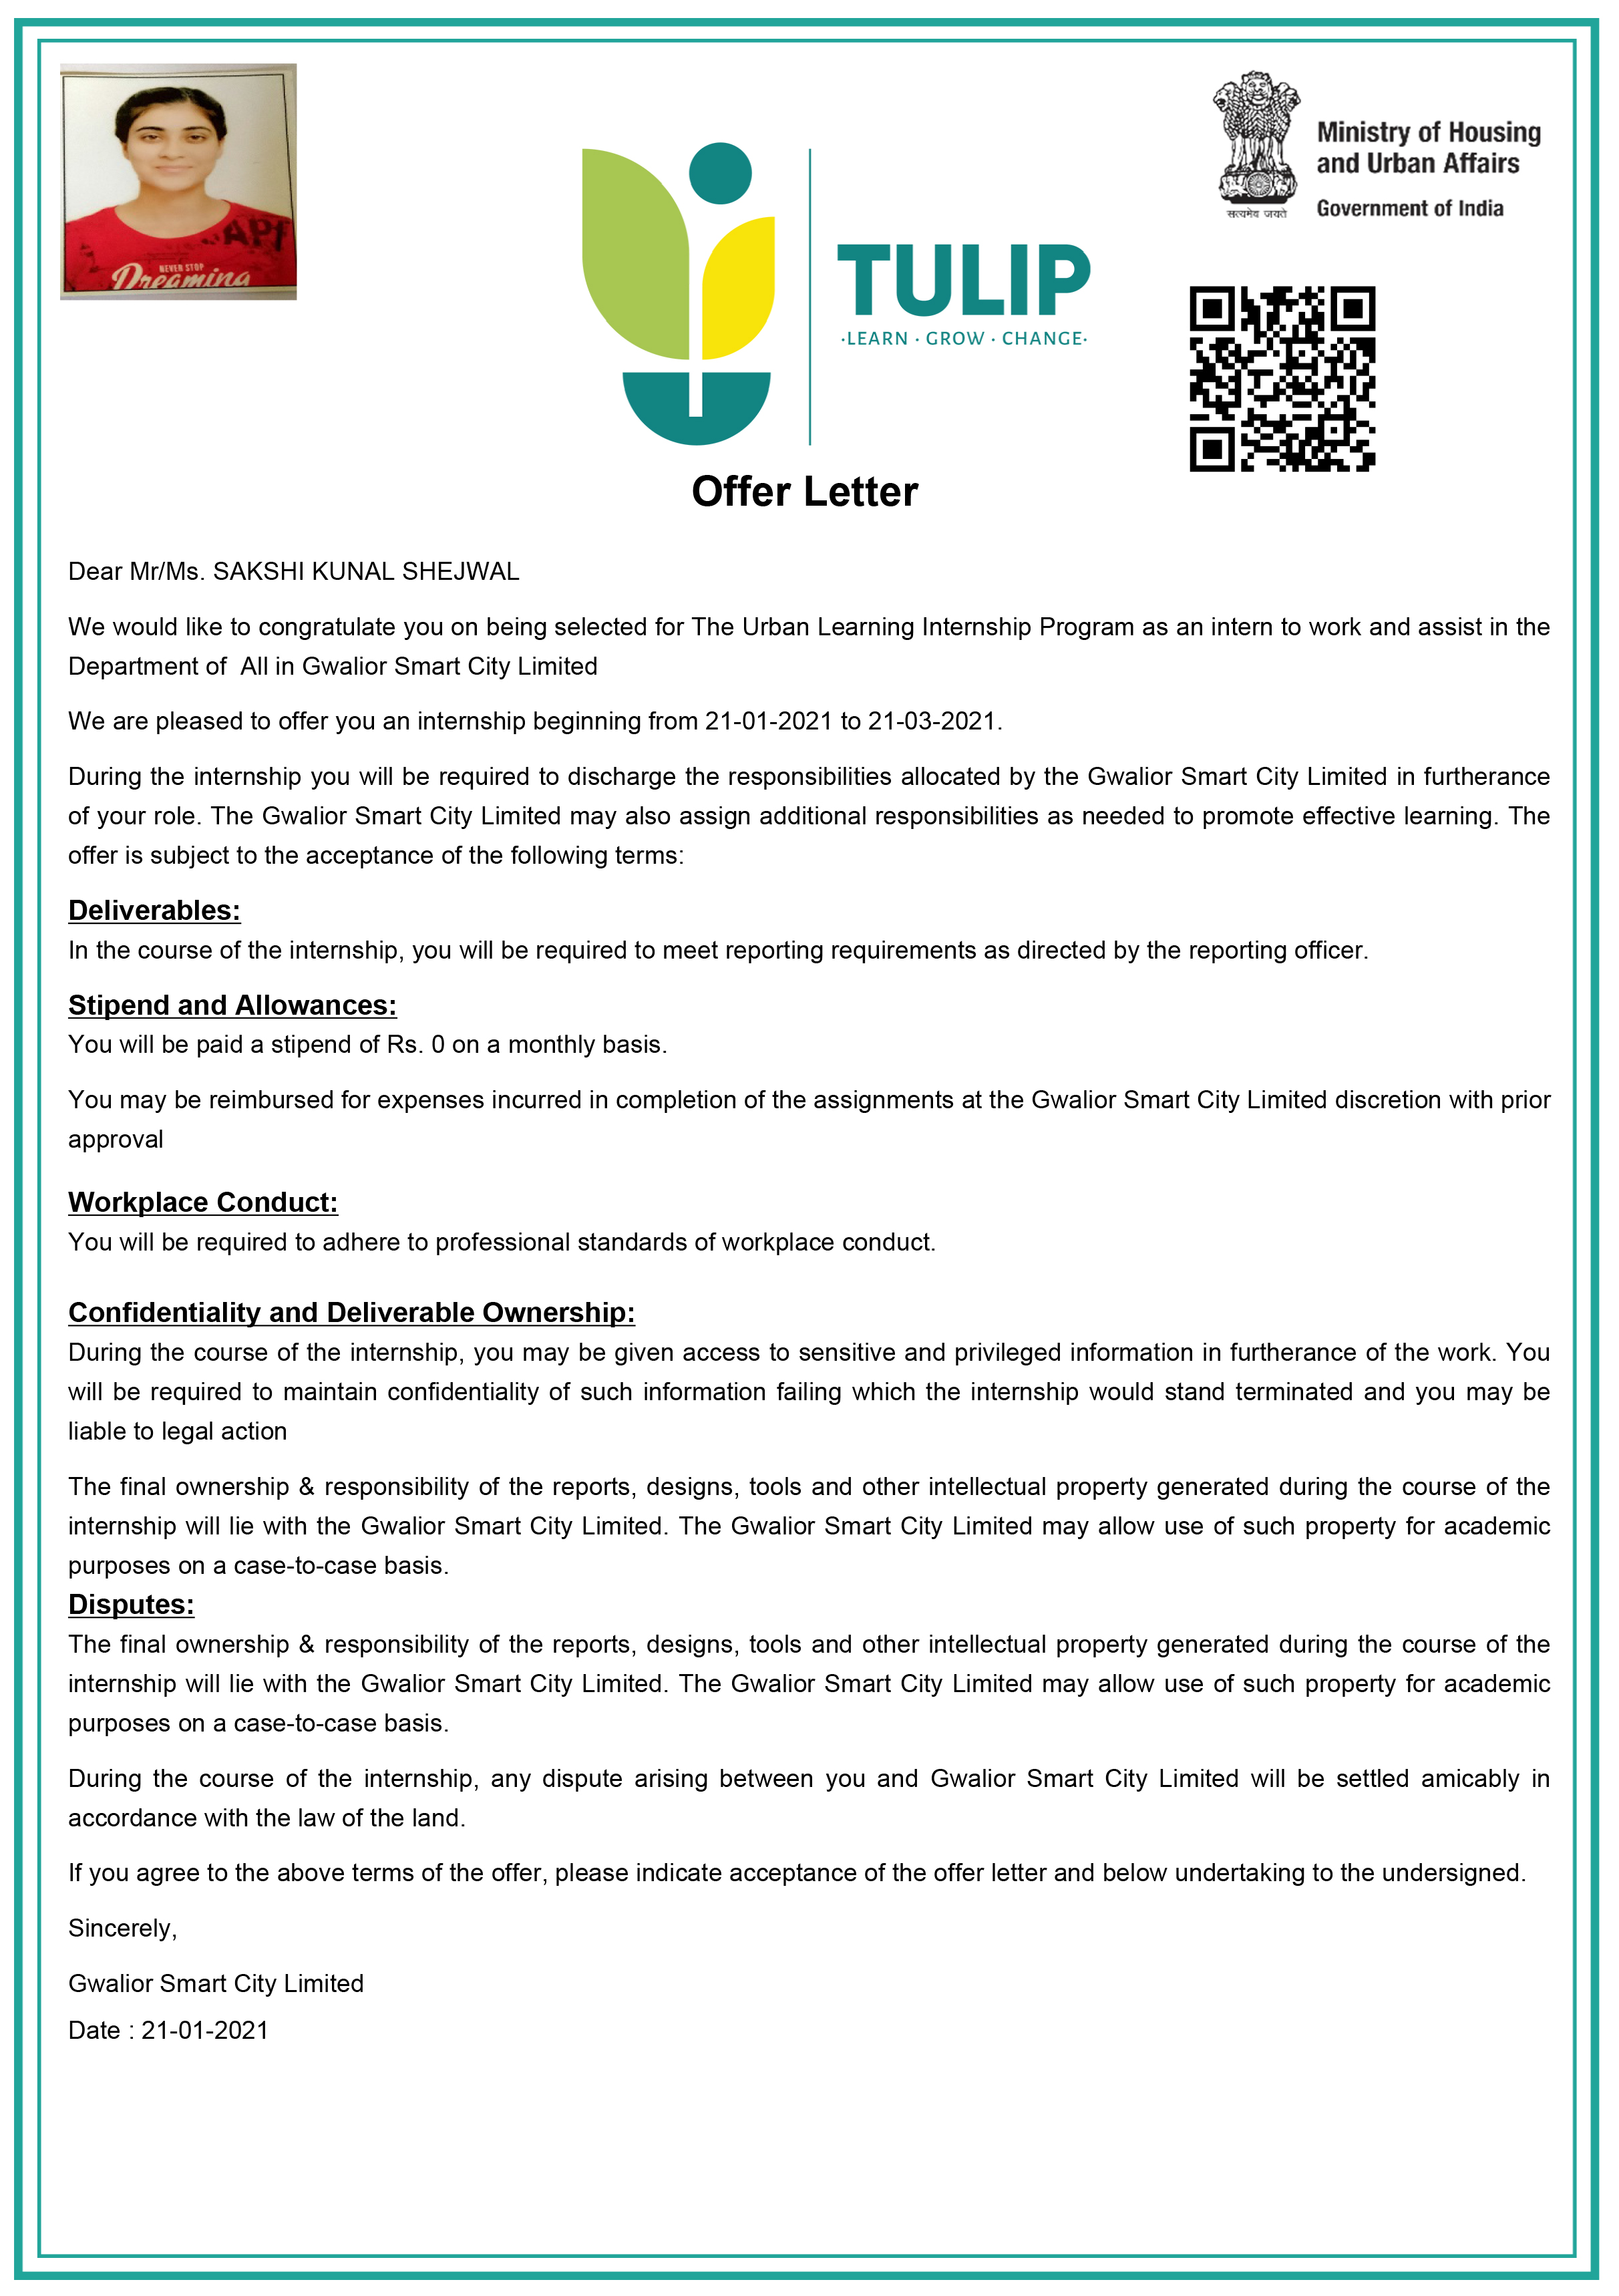 API
NEVER STOP
Dreaming
TULIP
·LEARN · GROW · CHANGE·
सत्यमेव जयते
Ministry of Housing
and Urban Affairs
Government of India
Offer Letter
Dear Mr/Ms. SAKSHI KUNAL SHEJWAL
We would like to congratulate you on being selected for The Urban Learning Internship Program as an intern to work and assist in the
Department of  All in Gwalior Smart City Limited
We are pleased to offer you an internship beginning from 21-01-2021 to 21-03-2021.
During the internship you will be required to discharge the responsibilities allocated by the Gwalior Smart City Limited in furtherance
of your role. The Gwalior Smart City Limited may also assign additional responsibilities as needed to promote effective learning. The
offer is subject to the acceptance of the following terms:
Deliverables:
In the course of the internship, you will be required to meet reporting requirements as directed by the reporting officer.
Stipend and Allowances:
You will be paid a stipend of Rs. 0 on a monthly basis.
You may be reimbursed for expenses incurred in completion of the assignments at the Gwalior Smart City Limited discretion with prior
approval
Workplace Conduct:
You will be required to adhere to professional standards of workplace conduct.
Confidentiality and Deliverable Ownership:
During the course of the internship, you may be given access to sensitive and privileged information in furtherance of the work. You
will be required to maintain confidentiality of such information failing which the internship would stand terminated and you may be
liable to legal action
The final ownership & responsibility of the reports, designs, tools and other intellectual property generated during the course of the
internship will lie with the Gwalior Smart City Limited. The Gwalior Smart City Limited may allow use of such property for academic
purposes on a case-to-case basis.
Disputes:
The final ownership & responsibility of the reports, designs, tools and other intellectual property generated during the course of the
internship will lie with the Gwalior Smart City Limited. The Gwalior Smart City Limited may allow use of such property for academic
purposes on a case-to-case basis.
During the course of the internship, any dispute arising between you and Gwalior Smart City Limited will be settled amicably in
accordance with the law of the land.
If you agree to the above terms of the offer, please indicate acceptance of the offer letter and below undertaking to the undersigned.
Sincerely,
Gwalior Smart City Limited
Date : 21-01-2021